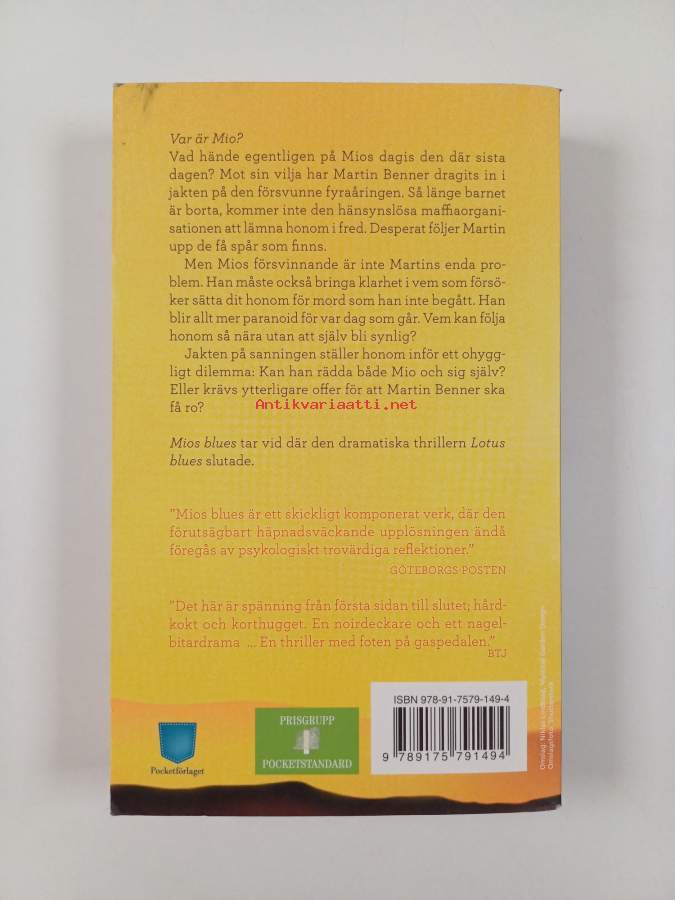 Var är Mio?
Vad hände egentligen på Mios dagis den där sista
dagen? Mot sin vilja har Martin Benner dragits in i
jakten på den försvunne fyraåringen. Så länge barnet
är borta, kommer inte den hänsynslösa maffiaorgani-
sationen att lämna honom i fred. Desperat följer Martin
upp de få spår som finns.
Men Mios försvinnande är inte Martins enda pro-
blem. Han måste också bringa klarhet i vem som försö-
ker sätta dit honom för mord som han inte begått. Han
blir allt mer paranoid för var dag som går. Vem kan följa
honom så nära utan att själv bli synlig?
Jakten på sanningen ställer honom inför ett ohygg-
ligt dilemma: Kan han rädda både Mio och sig själv?
Eller krävs ytterligare offer för att Martin Benner ska
få ro?
Antikvariaatti.net
Mios blues tar vid där den dramatiska thrillern Lotus
blues slutade.
"Mios blues är ett skickligt komponerat verk, där den
förutsägbart häpnadsväckande upplösningen ändå
föregås av psykologiskt trovärdiga reflektioner."
GÖTEBORGS-POSTEN
"Det här är spänning från första sidan till slutet; hård-
kokt och korthugget. En noirdeckare och ett nagel-
bitardrama ... En thriller med foten på gaspedalen."
BTJ
Pocketförlaget
PRISGRUPP
4
POCKETSTANDARD
ISBN 978-91-7579-149-4
9 789175 791494
Omslag: Niklas Lindblad, Mystical Garden Design
Omslagsfoto: Shutterstock